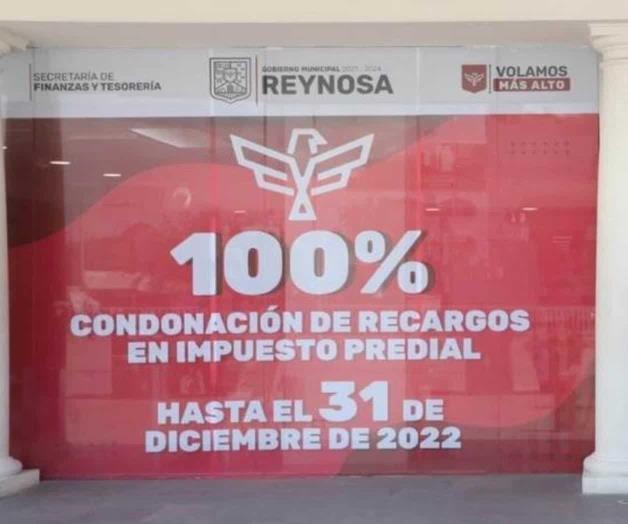 SECRETARÍA DE
FINANZAS Y TESORERÍA
GOBIERNO MUNICIPAL 2021 - 2024
REYNOSA
VOLAMOS
MÁS ALTO
100%
CONDONACIÓN DE RECARGOS
EN IMPUESTO PREDIAL
HASTA EL 31 DE
DICIEMBRE DE 2022